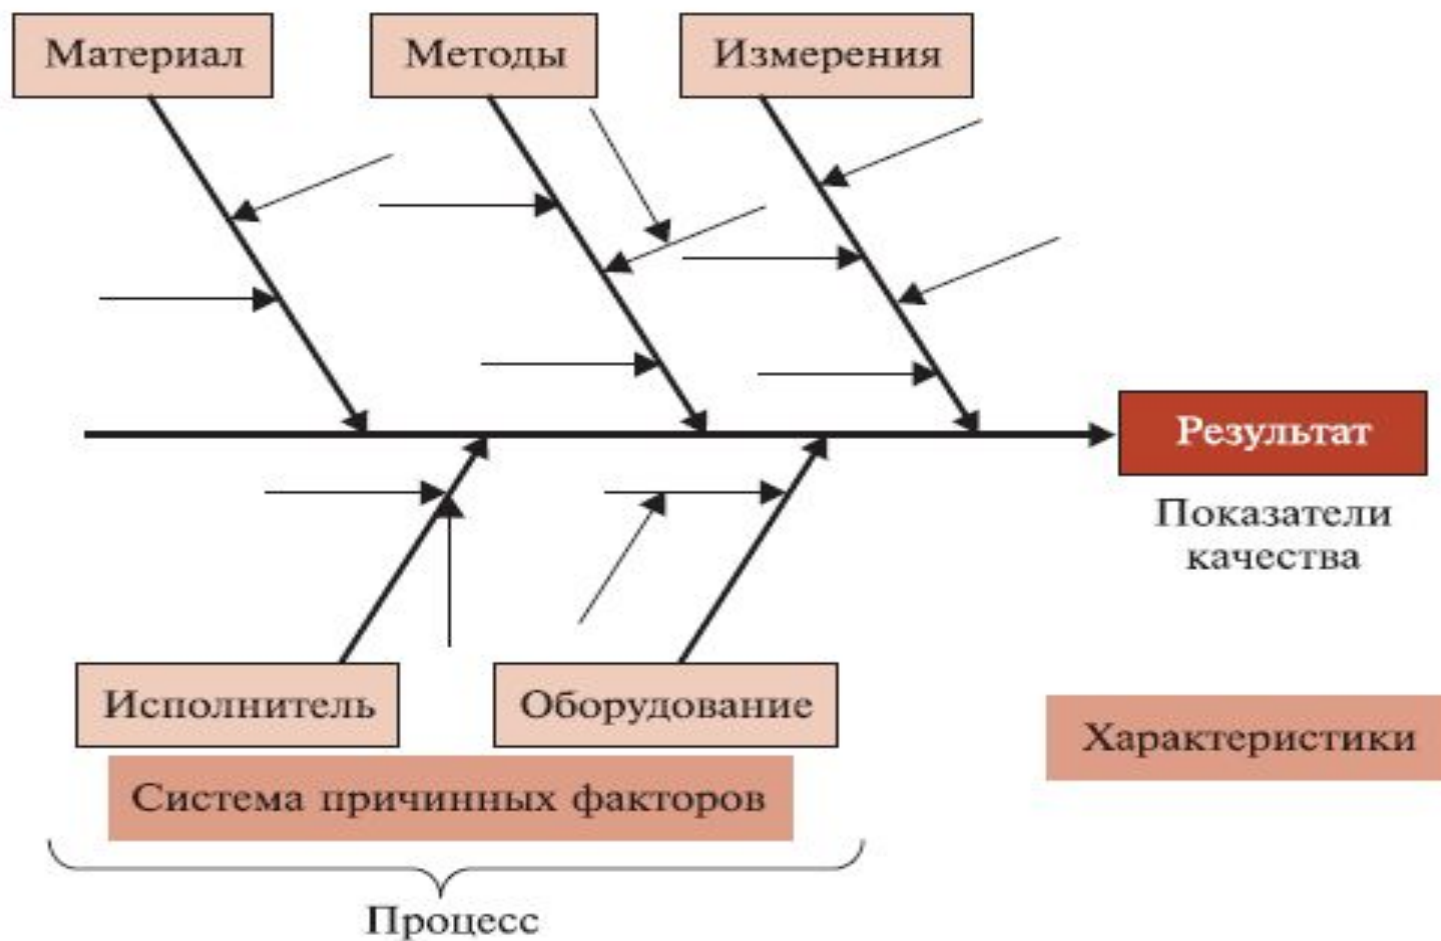 Материал
Методы
Измерения
Результат
Показатели
качества
Исполнитель
Оборудование
Характеристики
Система причинных факторов
Процесс